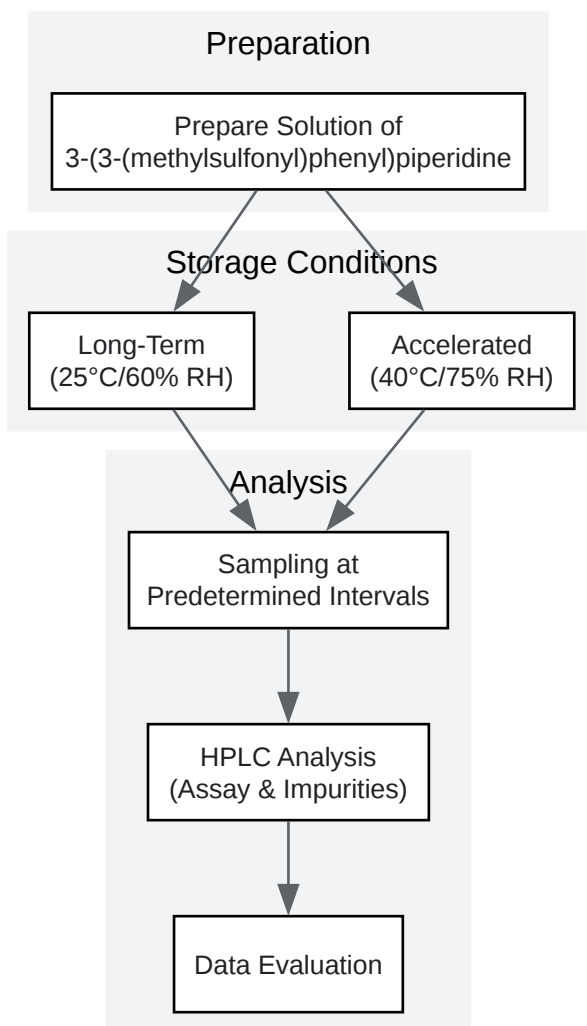 Preparation
Prepare Solution of
3-(3-(methylsulfonyl)phenyl)piperidine
Storage Conditions
Long-Term
(25°C/60% RH)
Accelerated
(40°C/75% RH)
Analysis
Sampling at
Predetermined Intervals
HPLC Analysis
(Assay & Impurities)
Data Evaluation